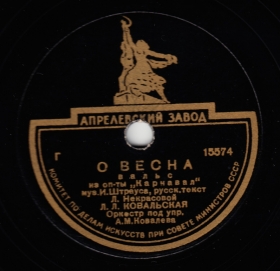 АПРЕЛЕВСКИЙ ЗАВОД
Г 15574
О ВЕСНА
вальс
из оп-ты „Карнавал"
муз. И. Штрауса, русск. текст
Л. Некрасовой
Л. Л. КОВАЛЬСКАЯ
Оркестр под упр.
А. М. Ковалева
КОМИТЕТ ПО ДЕЛАМ ИСКУССТВ ПРИ СОВЕТЕ МИНИСТРОВ СССР